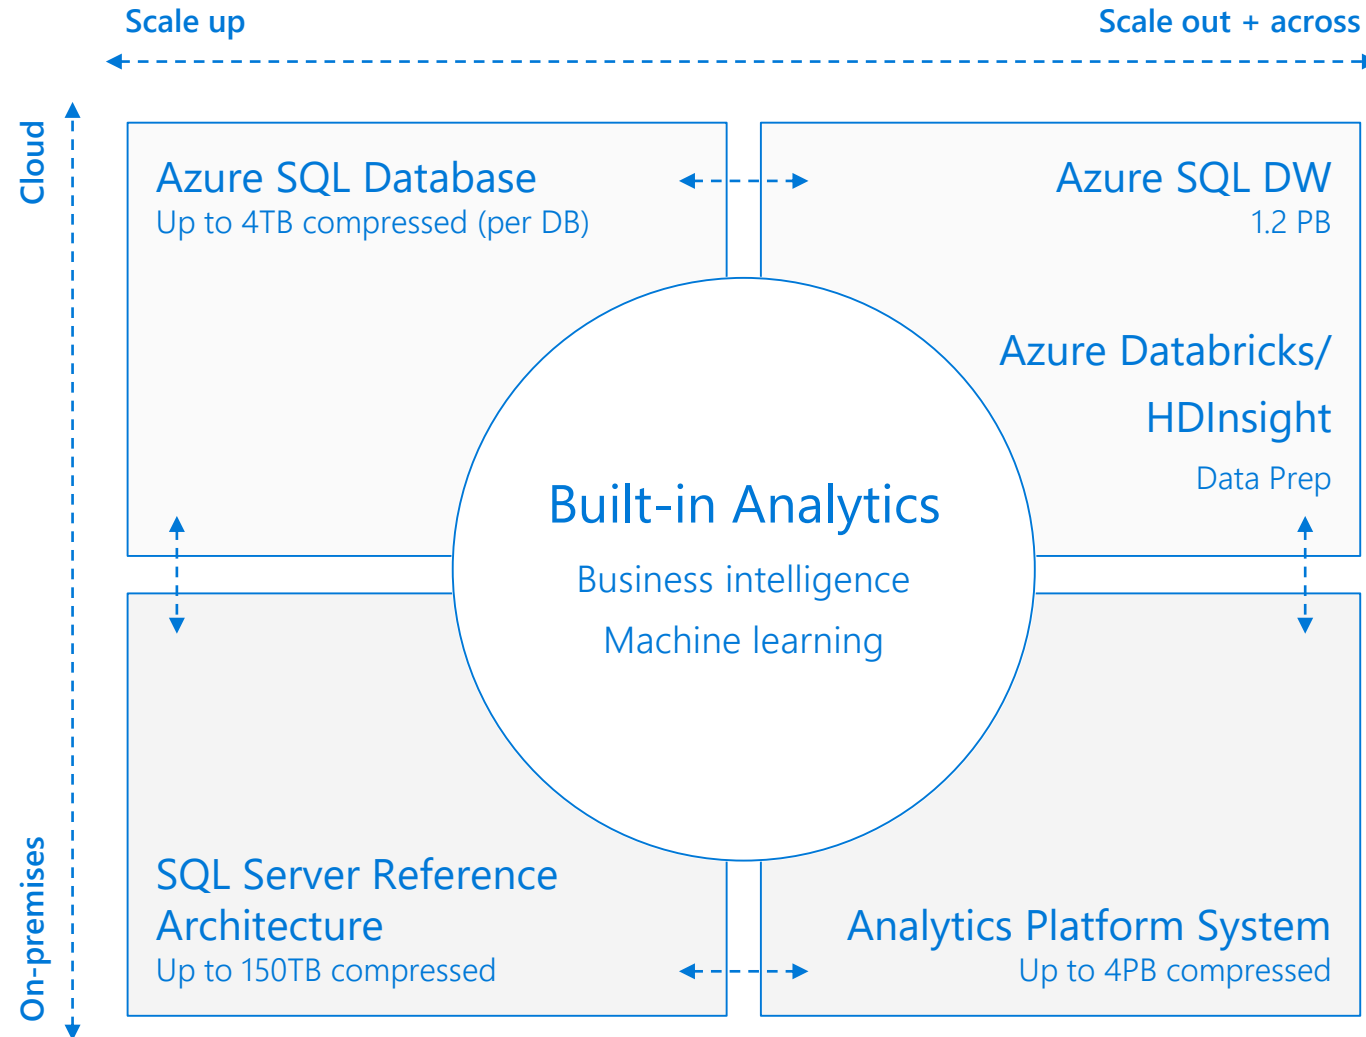 Scale up
Scale out + across
Cloud
Azure SQL Database
Up to 4TB compressed (per DB)
Azure SQL DW
1.2 PB
Azure Databricks/
HDInsight
Data Prep
Built-in Analytics
Business intelligence
Machine learning
On-premises
SQL Server Reference
Architecture
Up to 150TB compressed
Analytics Platform System
Up to 4PB compressed